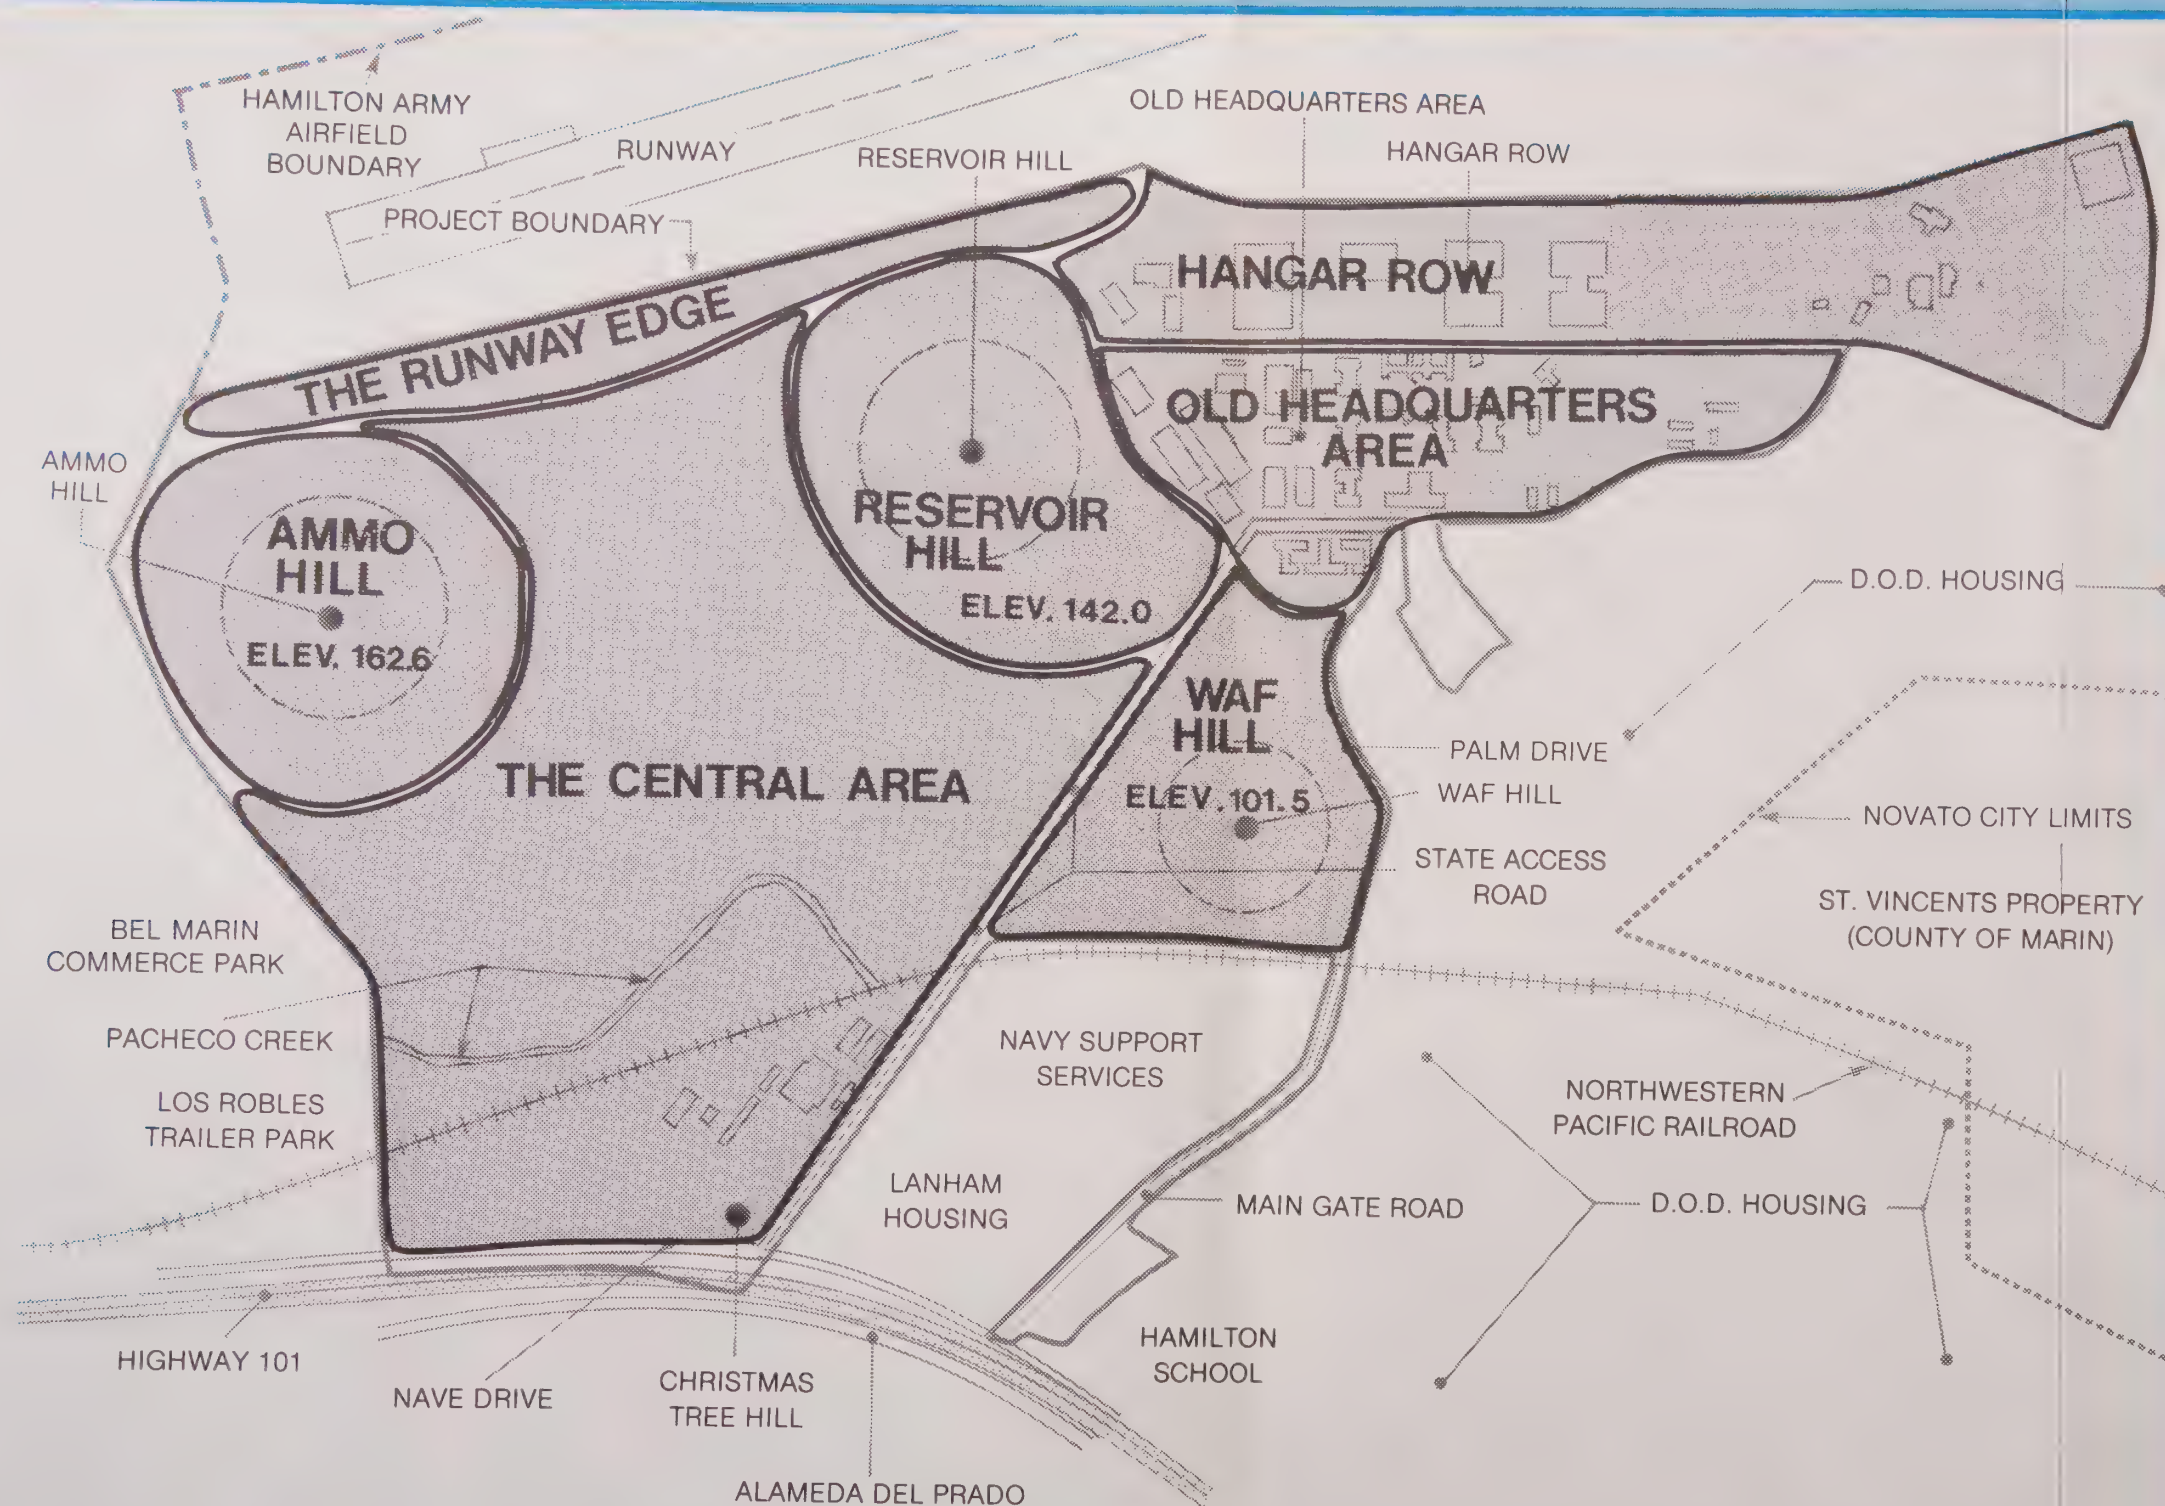 HAMILTON ARMY
AIRFIELD
BOUNDARY
RUNWAY
PROJECT BOUNDARY
RESERVOIR HILL
OLD HEADQUARTERS AREA
HANGAR ROW
HANGAR ROW
THE RUNWAY EDGE
OLD HEADQUARTERS
AREA
AMMO
HILL
AMMO
HILL
ELEV. 162.6
RESERVOIR
HILL
ELEV. 142.0
D.O.D. HOUSING
WAF
HILL
ELEV. 101.5
THE CENTRAL AREA
PALM DRIVE
WAF HILL
STATE ACCESS
ROAD
NOVATO CITY LIMITS
ST. VINCENTS PROPERTY
(COUNTY OF MARIN)
BEL MARIN
COMMERCE PARK
PACHECO CREEK
LOS ROBLES
TRAILER PARK
NAVY SUPPORT
SERVICES
NORTHWESTERN
PACIFIC RAILROAD
LANHAM
HOUSING
MAIN GATE ROAD
D.O.D. HOUSING
HIGHWAY 101
NAVE DRIVE
CHRISTMAS
TREE HILL
HAMILTON
SCHOOL
ALAMEDA DEL PRADO